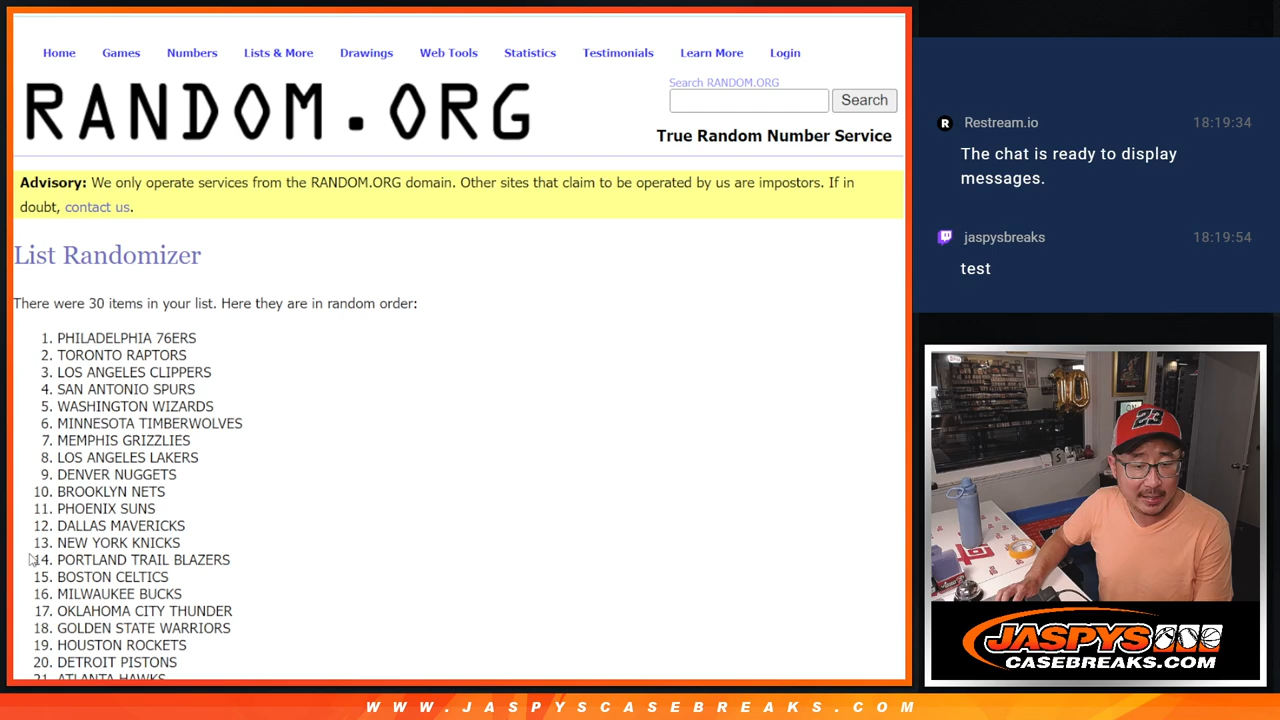 Home Games Numbers Lists & More Drawings Web Tools Statistics Testimonials Learn More Login
RANDOM.ORG
Search RANDOM.ORG
Search
True Random Number Service
Advisory: We only operate services from the RANDOM.ORG domain. Other sites that claim to be operated by us are impostors. If in
doubt, contact us.
List Randomizer
There were 30 items in your list. Here they are in random order:
1. PHILADELPHIA 76ERS
2. TORONTO RAPTORS
3. LOS ANGELES CLIPPERS
4. SAN ANTONIO SPURS
5. WASHINGTON WIZARDS
6. MINNESOTA TIMBERWOLVES
7. MEMPHIS GRIZZLIES
8. LOS ANGELES LAKERS
9. DENVER NUGGETS
10. BROOKLYN NETS
11. PHOENIX SUNS
12. DALLAS MAVERICKS
13. NEW YORK KNICKS
14. PORTLAND TRAIL BLAZERS
15. BOSTON CELTICS
16. MILWAUKEE BUCKS
17. OKLAHOMA CITY THUNDER
18. GOLDEN STATE WARRIORS
19. HOUSTON ROCKETS
20. DETROIT PISTONS
21. ATLANTA HAWKS
R Restream.io 18:19:34
The chat is ready to display
messages.
jaspysbreaks 18:19:54
test
10
23
JASPYS
CASEBREAKS.COM
WWW.JASPYSCASEBREAKS.COM